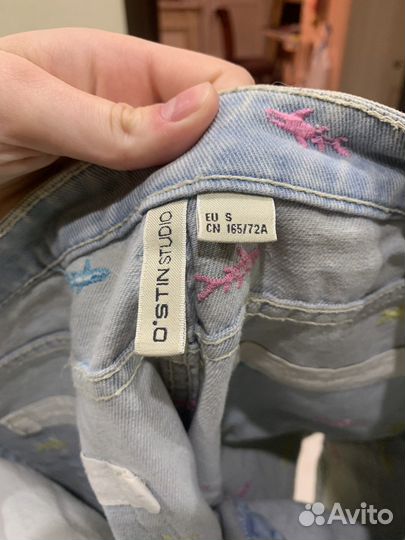 EU S
CN 165/72A
O'STIN STUDIO
Avito